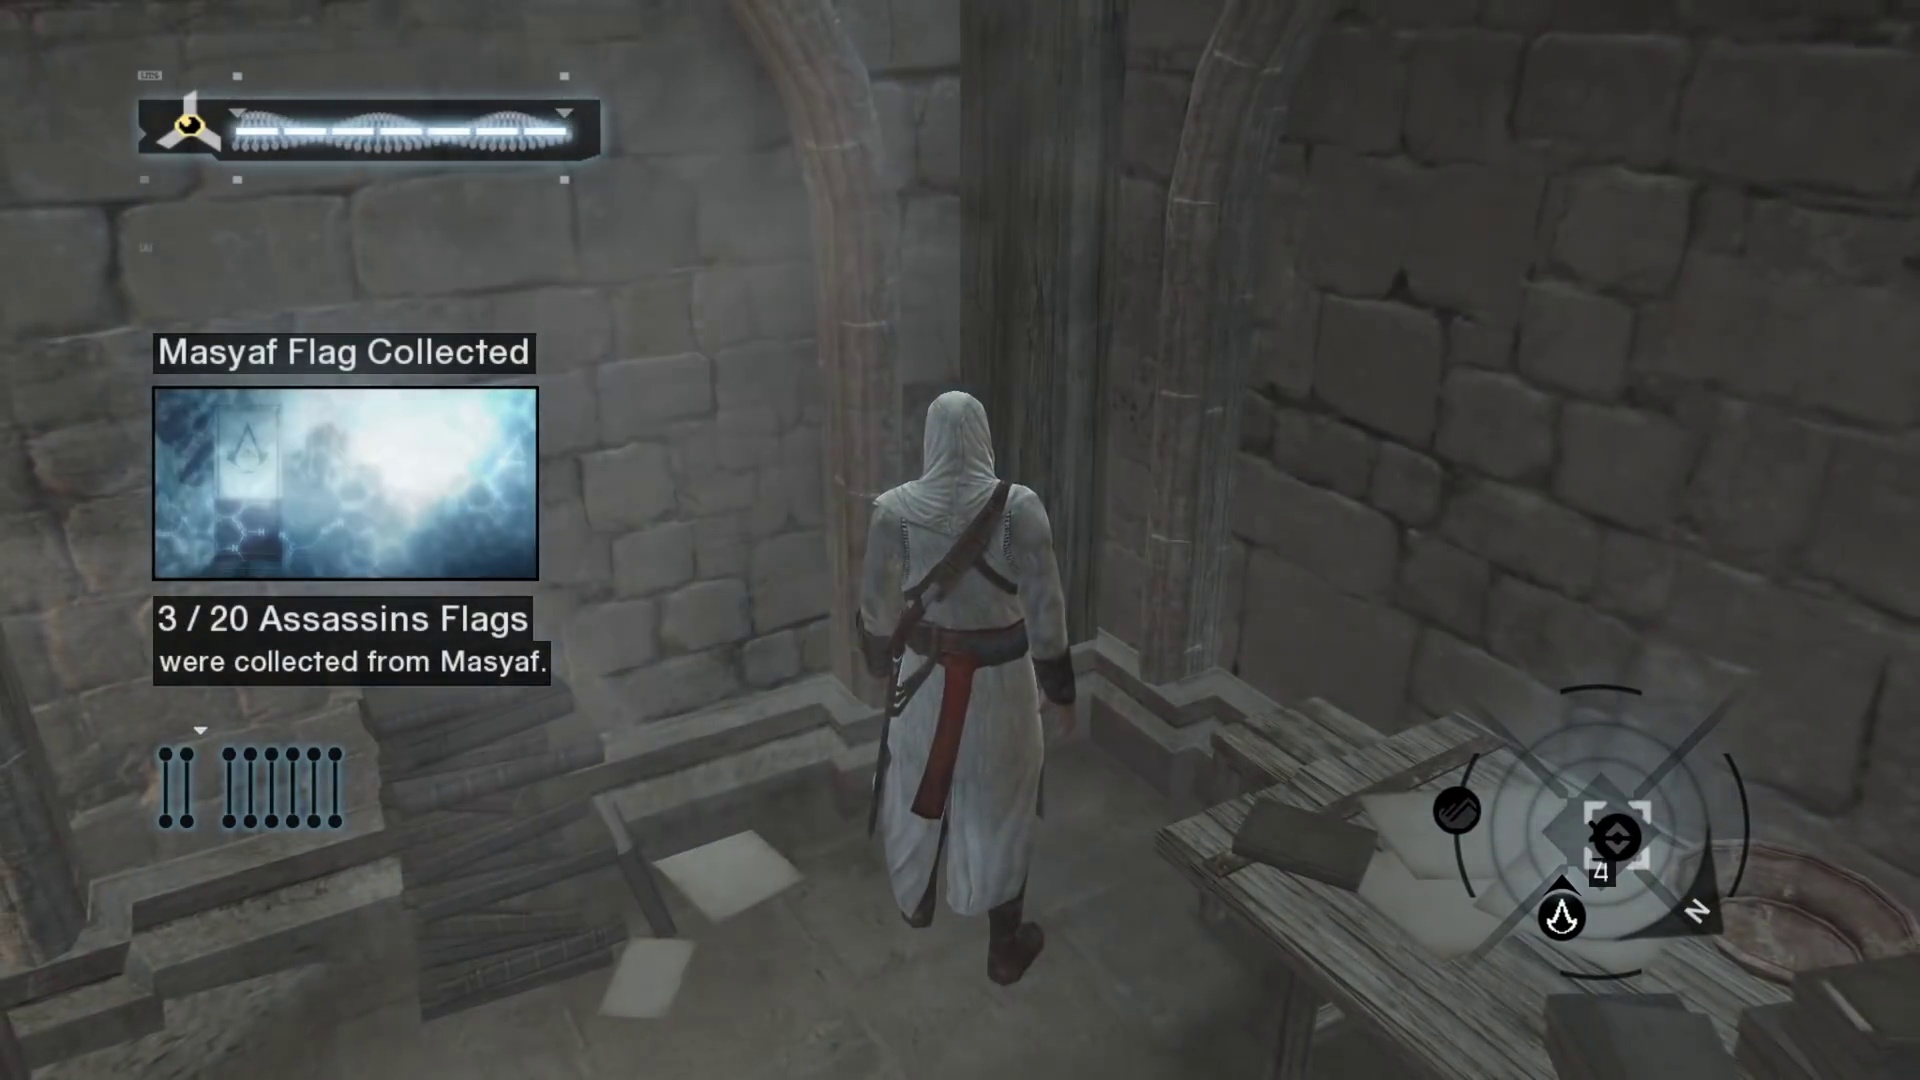 Masyaf Flag Collected
3 / 20 Assassins Flags
were collected from Masyaf.
4
N